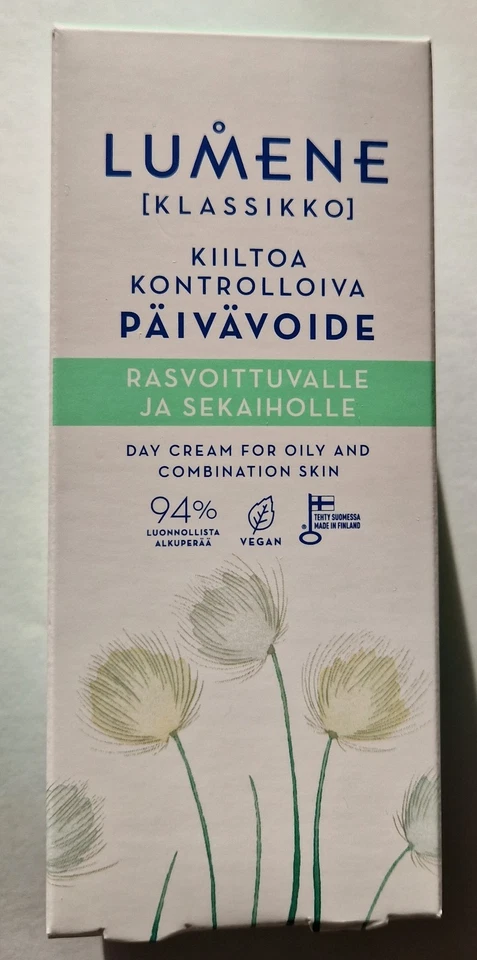 LUMENE
[KLASSIKKO]
KIILTOA
KONTROLLOIVA
PÄIVÄVOIDE
RASVOITTUVALLE
JA SEKAIHOLLE
DAY CREAM FOR OILY AND
COMBINATION SKIN
94%
LUONNOLLISTA
ALKUPERÄÄ
VEGAN
TEHTY SUOMESSA
MADE IN FINLAND
®